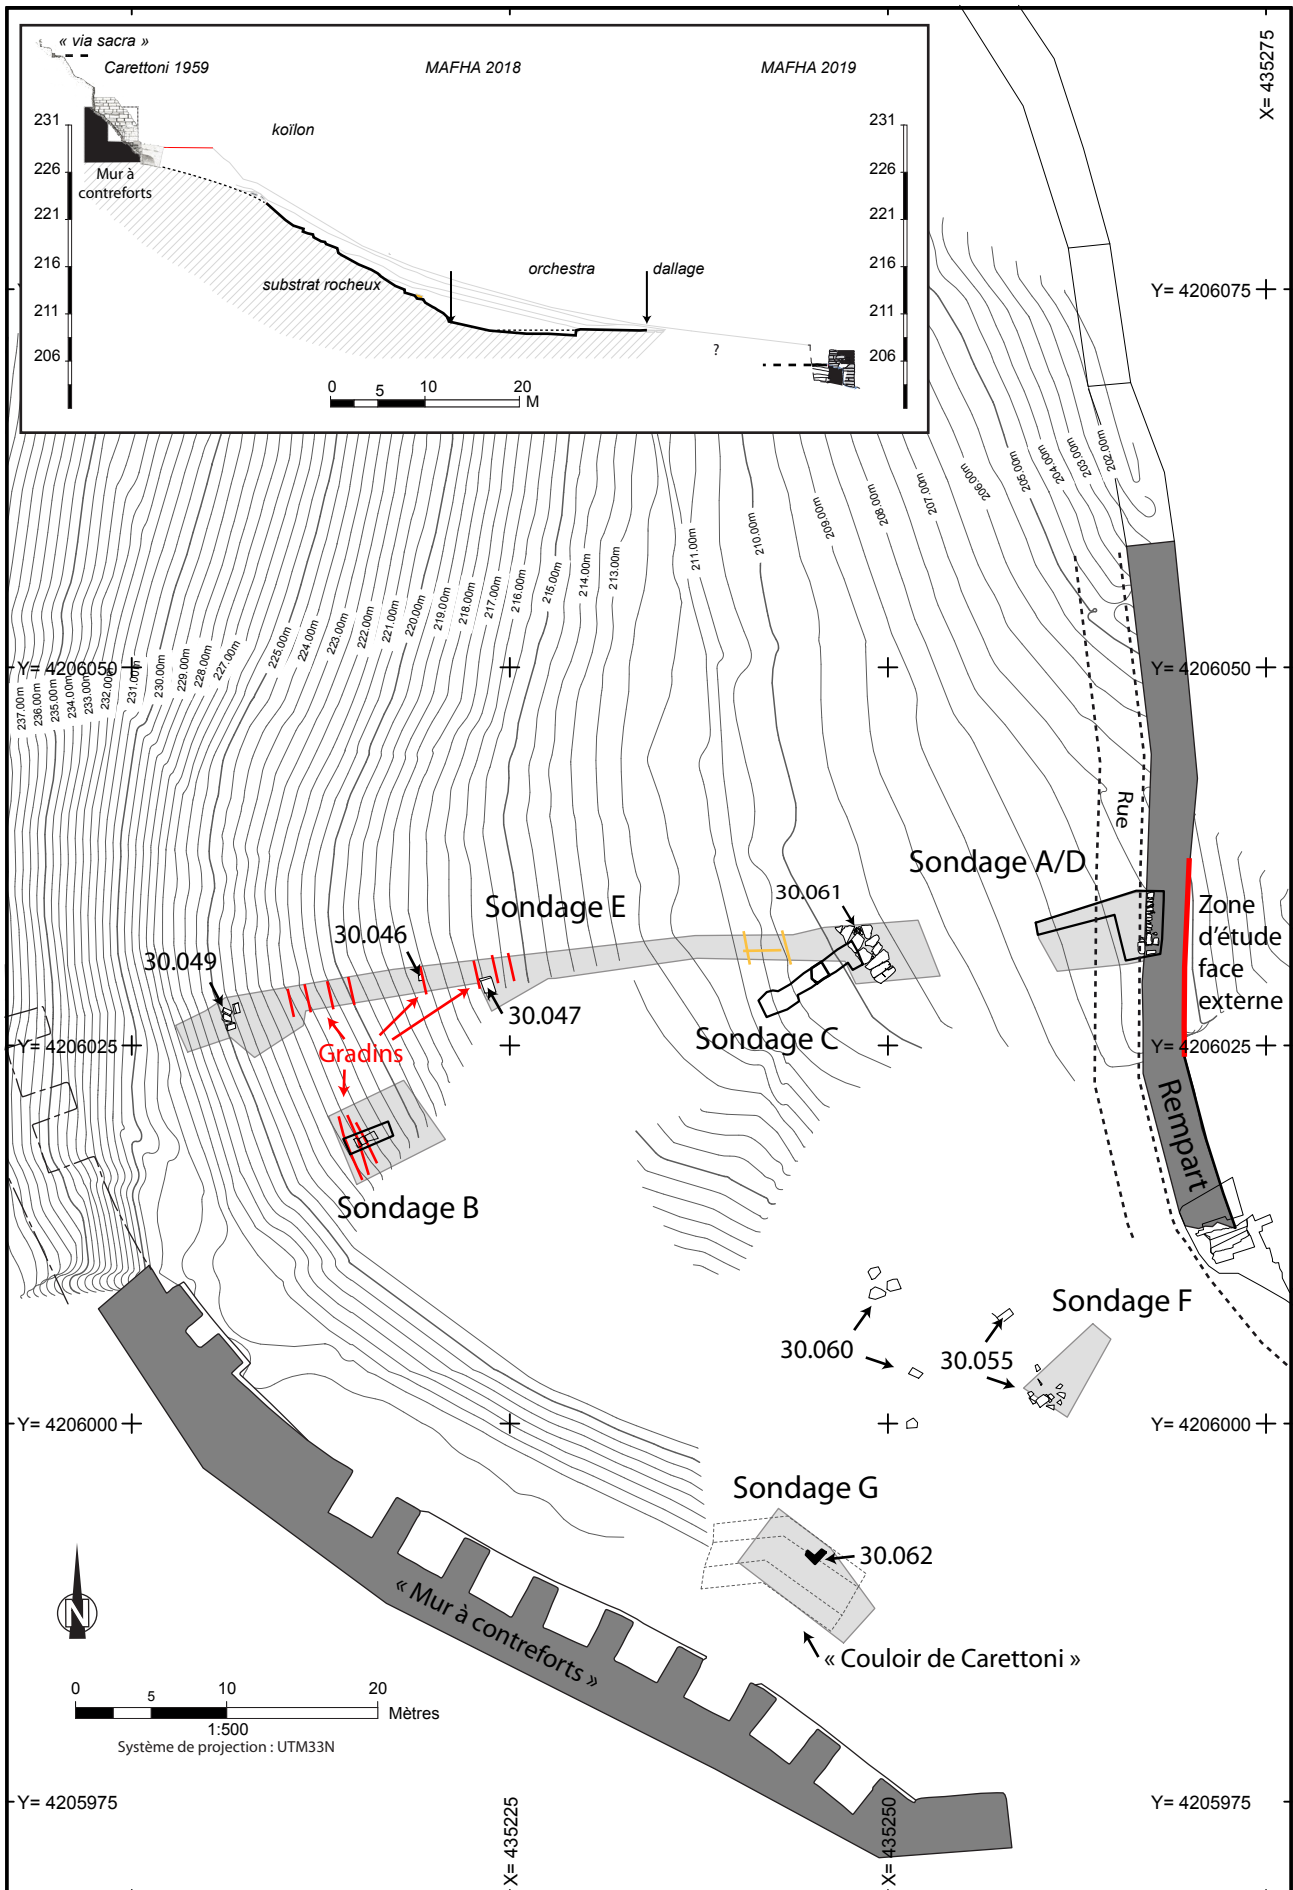 « via sacra »
Carettoni 1959
MAFHA 2018
MAFHA 2019
231
226
221
216
211
206
231
226
221
216
211
206
koïlon
Mur à
contreforts
substrat rocheux
orchestra
dallage
?
0
5
10
20
M
X= 435275
Y= 4206075
202.00m
203.00m
204.00m
205.00m
206.00m
207.00m
208.00m
209.00m
210.00m
211.00m
213.00m
214.00m
215.00m
216.00m
217.00m
218.00m
219.00m
220.00m
221.00m
222.00m
223.00m
224.00m
225.00m
227.00m
228.00m
229.00m
230.00m
231.00m
232.00m
233.00m
234.00m
235.00m
236.00m
237.00m
Y= 4206050
Y= 4206050
Rue
Sondage A/D
Sondage E
30.061
30.046
30.049
30.047
Zone
d'étude
face
externe
Sondage C
Gradins
Y= 4206025
Y= 4206025
Rempart
Sondage B
Sondage F
30.060
30.055
Y= 4206000
Y= 4206000
Sondage G
30.062
« Couloir de Carettoni »
« Mur à contreforts »
N
0
5
10
20
Mètres
1:500
Système de projection : UTM33N
Y= 4205975
Y= 4205975
X= 435225
X= 435250